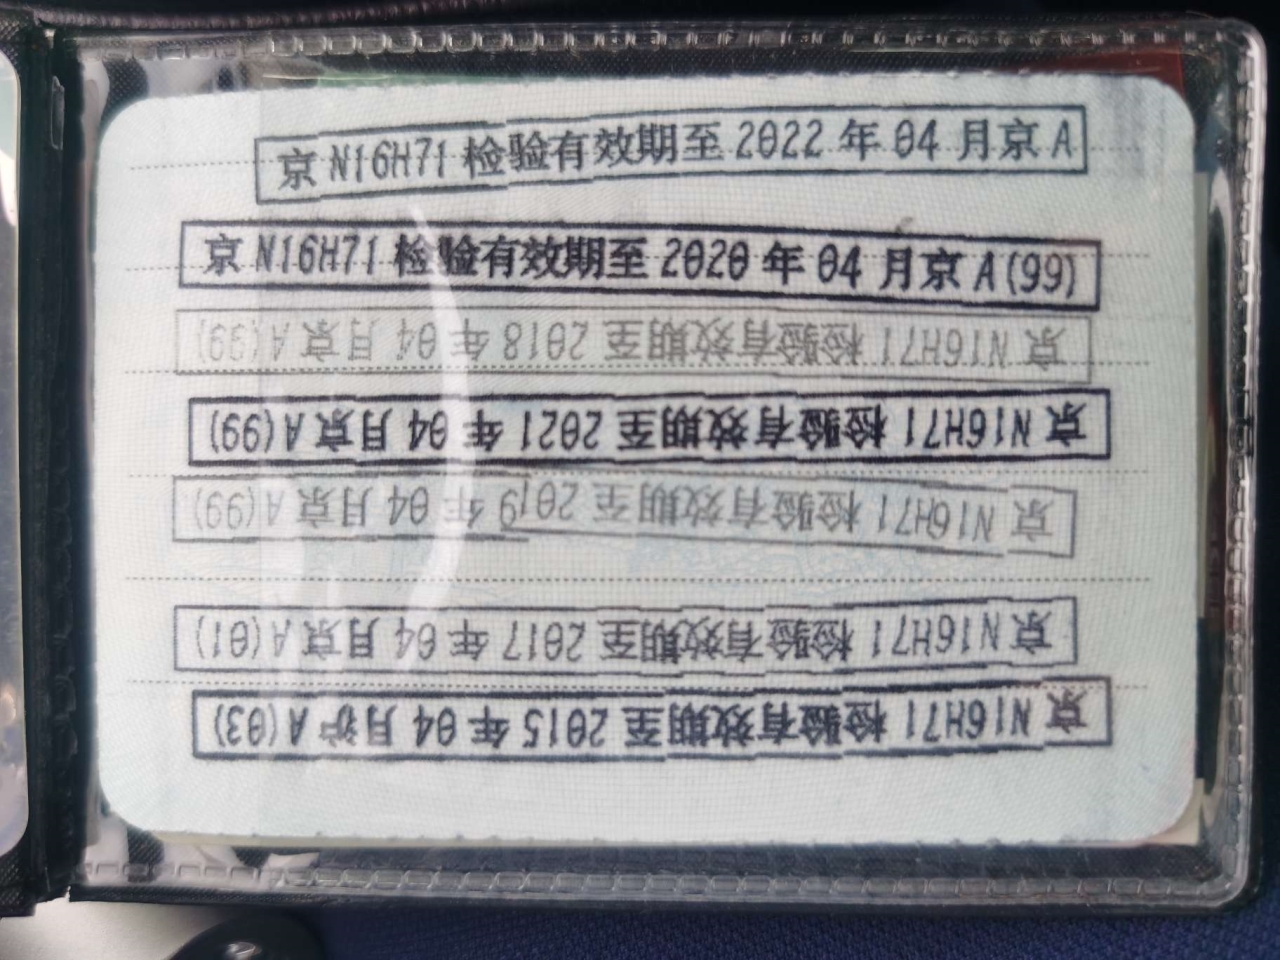 京 N16H71 检验有效期至 2022 年 04 月京 A
京 N16H71 检验有效期至 2020 年 04 月京 A(99)
京 N16H71 检验有效期至 2018 年 04 月京 A(99)
京 N16H71 检验有效期至 2021 年 04 月京 A(99)
京 N16H71 检验有效期至 2019 年 04 月京 A(99)
京 N16H71 检验有效期至 2017 年 04 月京 A(01)
京 N16H71 检验有效期至 2015 年 04 月沪 A(03)